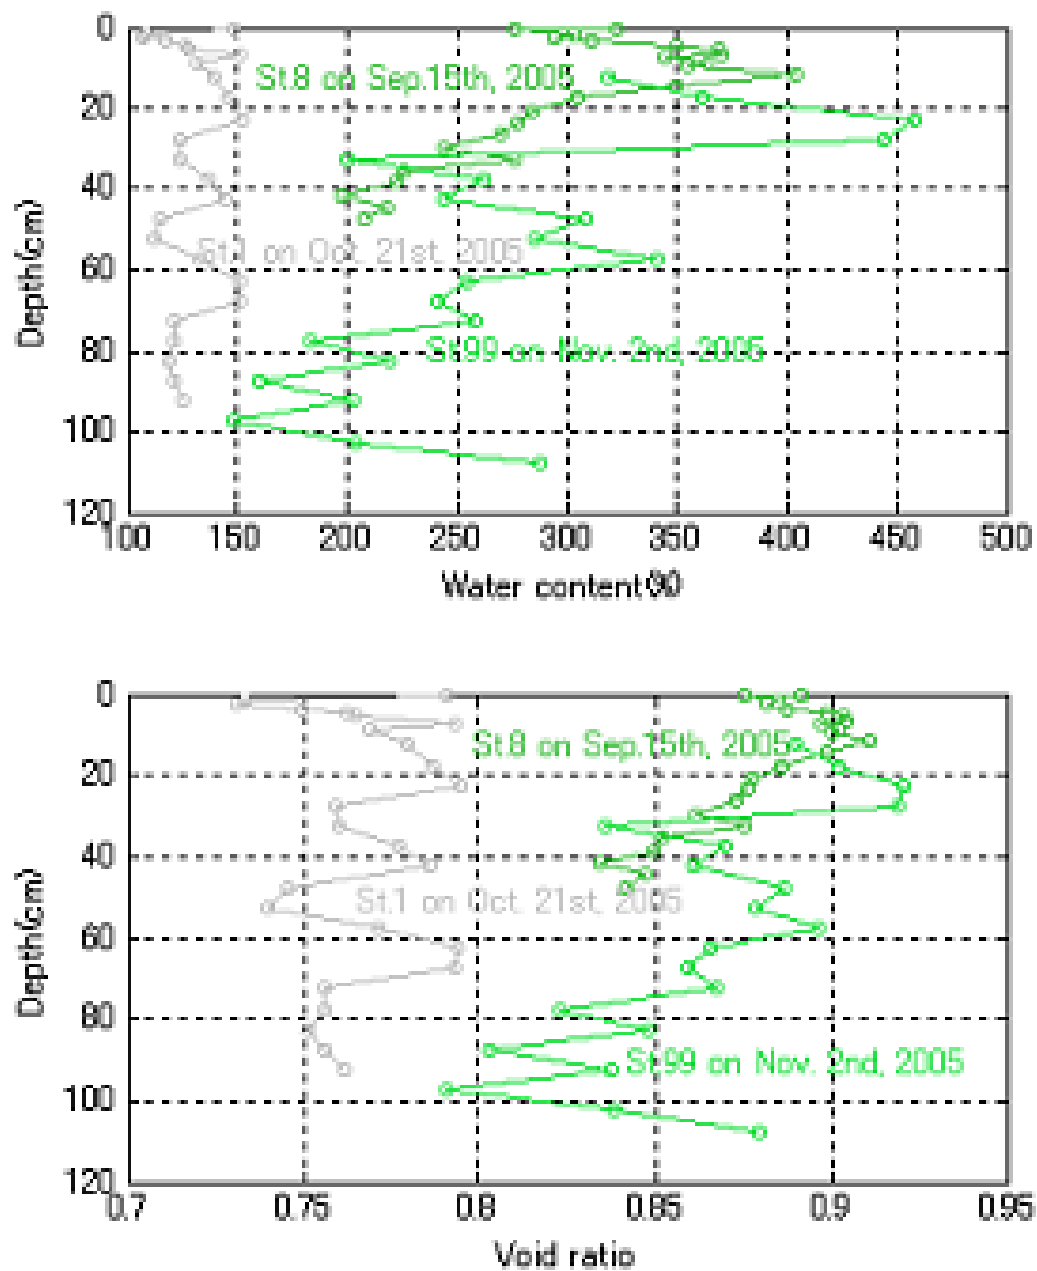 0
20
40
60
80
100
120
Depth(cm)
St.8 on Sep.15th, 2005
St.1 on Oct. 21st, 2005
St.99 on Nov. 2nd, 2005
100 150 200 250 300 350 400 450 500
Water content(%)
0
20
40
60
80
100
120
Depth(cm)
St.8 on Sep.15th, 2005
St.1 on Oct. 21st, 2005
St.99 on Nov. 2nd, 2005
0.7 0.75 0.8 0.85 0.9 0.95
Void ratio